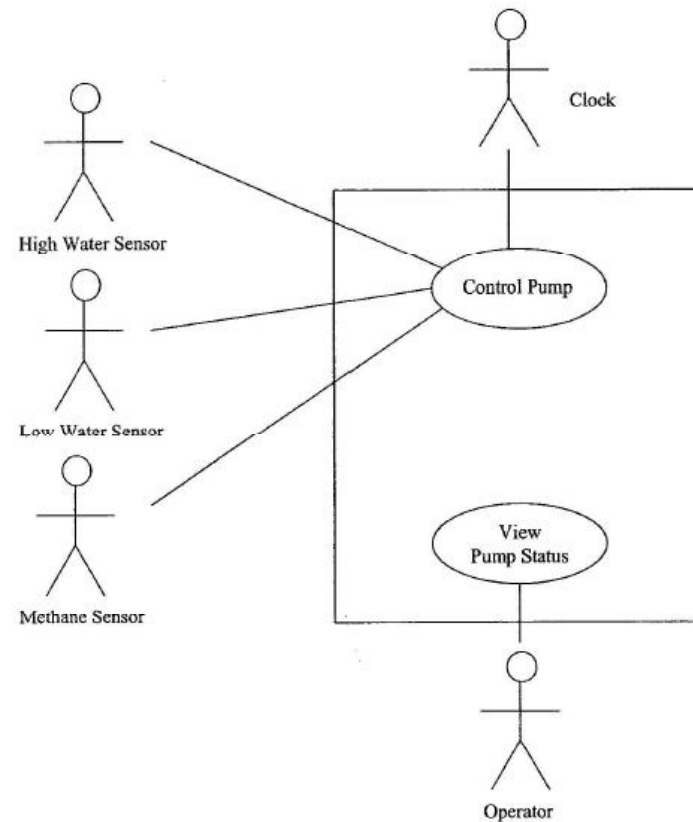 Clock
High Water Sensor
Control Pump
Low Water Sensor
View
Pump Status
Methane Sensor
Operator